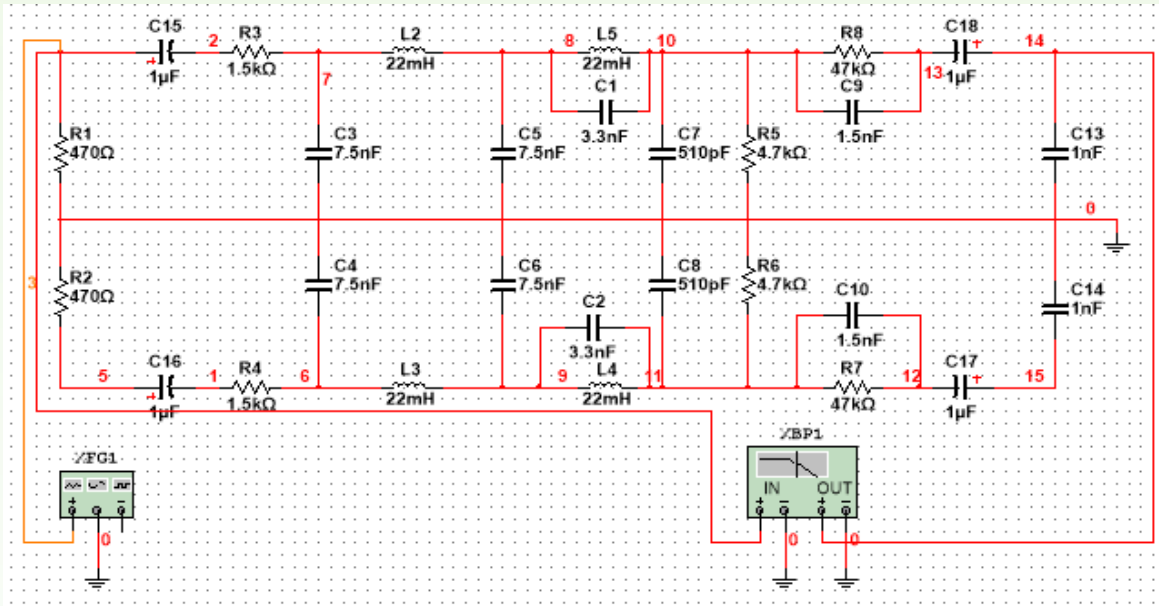 C15
2
R3
L2
8
L5
10
R8
C18
14
1µF
1.5kΩ
22mH
22mH
47kΩ
13
1µF
7
C1
C9
3.3nF
1.5nF
R1
470Ω
C3
7.5nF
C5
7.5nF
C7
510pF
R5
4.7kΩ
C13
1nF
0
R2
470Ω
C4
7.5nF
C6
7.5nF
C8
510pF
R6
4.7kΩ
C14
1nF
3
C2
C10
3.3nF
1.5nF
5
C16
1
R4
6
L3
9
L4
11
R7
12
C17
15
1µF
1.5kΩ
22mH
22mH
47kΩ
1µF
XFG1
XBP1
IN OUT
0
0
0